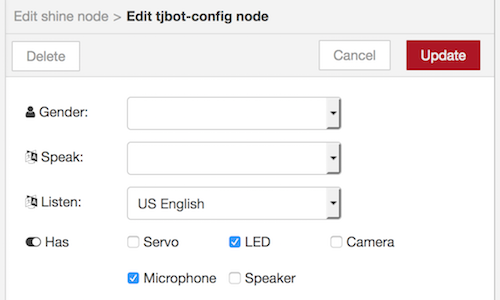 Edit shine node > Edit tjbot-config node
Delete Cancel Update
Gender:
Speak:
Listen: US English
Has Servo LED Camera
Microphone Speaker